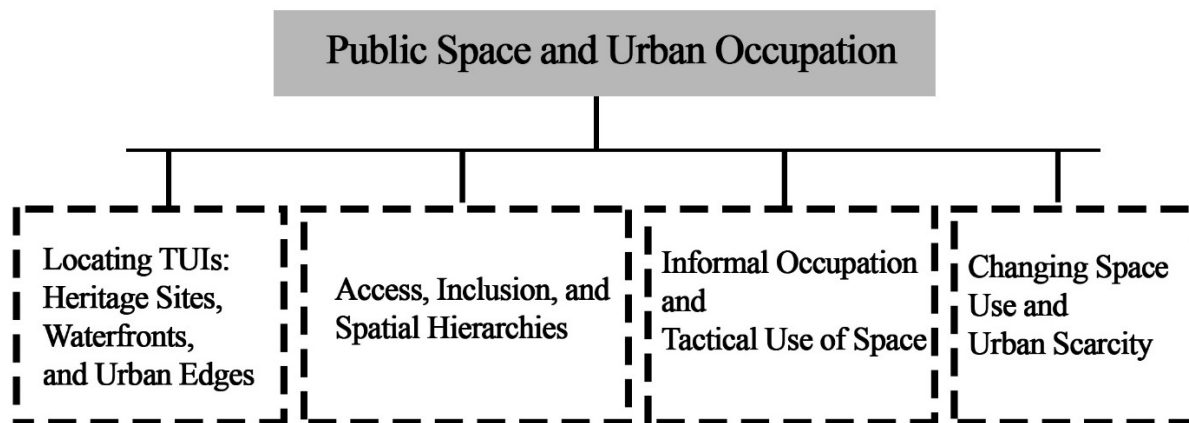 Public Space and Urban Occupation
Locating TUIs:
Heritage Sites,
Waterfronts,
and Urban Edges
Access, Inclusion, and
Spatial Hierarchies
Informal Occupation
and
Tactical Use of Space
Changing Space
Use and
Urban Scarcity